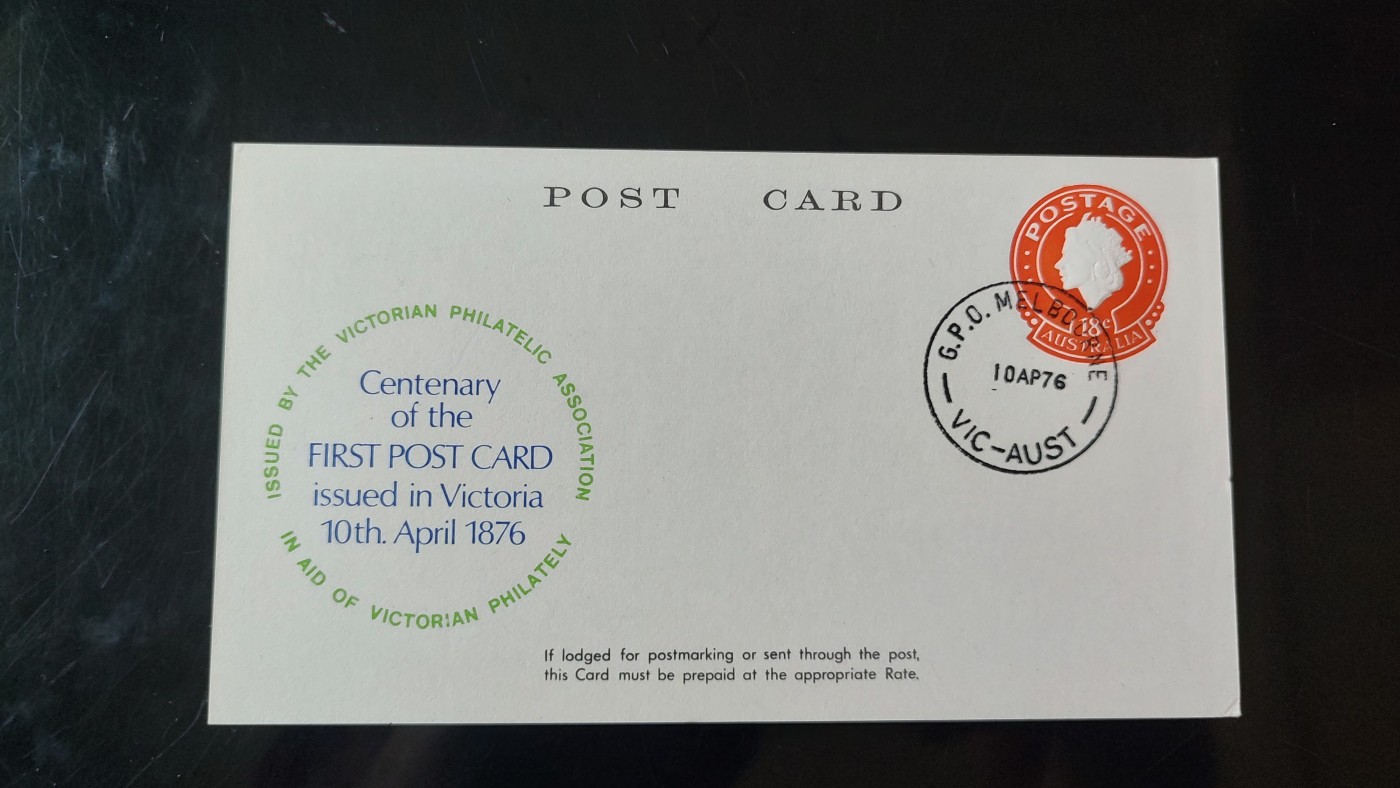 POST CARD
POSTAGE
18c
AUSTRALIA
G.P.O. MELBOURNE
10AP76
VIC-AUST
ISSUED BY THE VICTORIAN PHILATELIC ASSOCIATION
Centenary
of the
FIRST POST CARD
issued in Victoria
10th. April 1876
IN AID OF VICTORIAN PHILATELY
If lodged for postmarking or sent through the post,
this Card must be prepaid at the appropriate Rate.